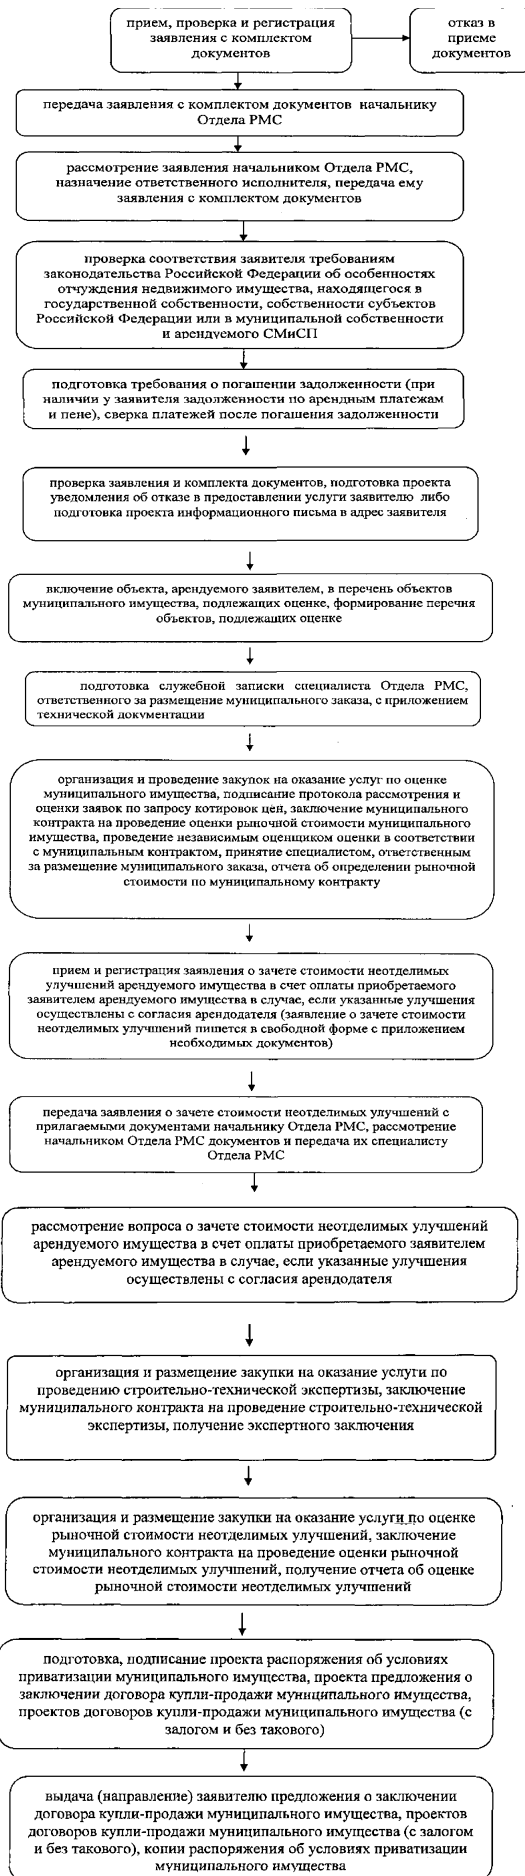 прием, проверка и регистрация
заявления с комплектом
документов
отказ в
приеме
документов
передача заявления с комплектом документов начальнику
Отдела РМС
рассмотрение заявления начальником Отдела РМС,
назначение ответственного исполнителя, передача ему
заявления с комплектом документов
проверка соответствия заявителя требованиям
законодательства Российской Федерации об особенностях
отчуждения недвижимого имущества, находящегося в
государственной собственности, собственности субъектов
Российской Федерации или в муниципальной собственности
и арендуемого СМиСП
подготовка требования о погашении задолженности (при
наличии у заявителя задолженности по арендным платежам
и пене), сверка платежей после погашения задолженности
проверка заявления и комплекта документов, подготовка проекта
уведомления об отказе в предоставлении услуги заявителю либо
подготовка проекта информационного письма в адрес заявителя
включение объекта, арендуемого заявителем, в перечень объектов
муниципального имущества, подлежащих оценке, формирование перечня
объектов, подлежащих оценке
подготовка служебной записки специалиста Отдела РМС,
ответственного за размещение муниципального заказа, с приложением
технической документации
организация и проведение закупок на оказание услуг по оценке
муниципального имущества, подписание протокола рассмотрения и
оценки заявок по запросу котировок цен, заключение муниципального
контракта на проведение оценки рыночной стоимости муниципального
имущества, проведение независимым оценщиком оценки в соответствии
с муниципальным контрактом, принятие специалистом, ответственным
за размещение муниципального заказа, отчета об определении рыночной
стоимости по муниципальному контракту
прием и регистрация заявления о зачете стоимости неотделимых
улучшений арендуемого имущества в счет оплаты приобретаемого
заявителем арендуемого имущества в случае, если указанные улучшения
осуществлены с согласия арендодателя (заявление о зачете стоимости
неотделимых улучшений пишется в свободной форме с приложением
необходимых документов)
передача заявления о зачете стоимости неотделимых улучшений с
прилагаемыми документами начальнику Отдела РМС, рассмотрение
начальником Отдела РМС документов и передача их специалисту
Отдела РМС
рассмотрение вопроса о зачете стоимости неотделимых улучшений
арендуемого имущества в счет оплаты приобретаемого заявителем
арендуемого имущества в случае, если указанные улучшения
осуществлены с согласия арендодателя
организация и размещение закупки на оказание услуги по
проведению строительно-технической экспертизы, заключение
муниципального контракта на проведение строительно-технической
экспертизы, получение экспертного заключения
организация и размещение закупки на оказание услуги по оценке
рыночной стоимости неотделимых улучшений, заключение
муниципального контракта на проведение оценки рыночной
стоимости неотделимых улучшений, получение отчета об оценке
рыночной стоимости неотделимых улучшений
подготовка, подписание проекта распоряжения об условиях
приватизации муниципального имущества, проекта предложения о
заключении договора купли-продажи муниципального имущества,
проектов договоров купли-продажи муниципального имущества (с
залогом и без такового)
выдача (направление) заявителю предложения о заключении
договора купли-продажи муниципального имущества, проектов
договоров купли-продажи муниципального имущества (с залогом
и без такового), копии распоряжения об условиях приватизации
муниципального имущества